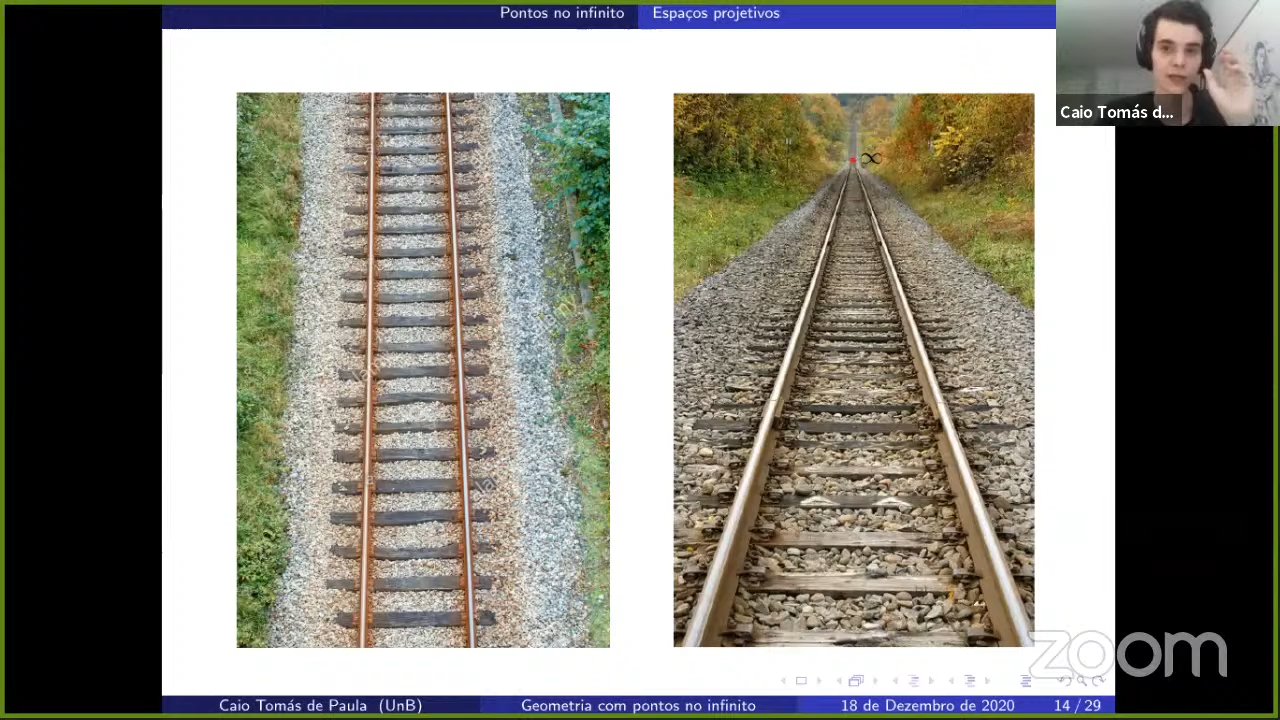 Pontos no infinito Espaços projetivos
Caio Tomás d...
∞
zoom
Caio Tomás de Paula (UnB) Geometria com pontos no infinito 18 de Dezembro de 2020 14 / 29